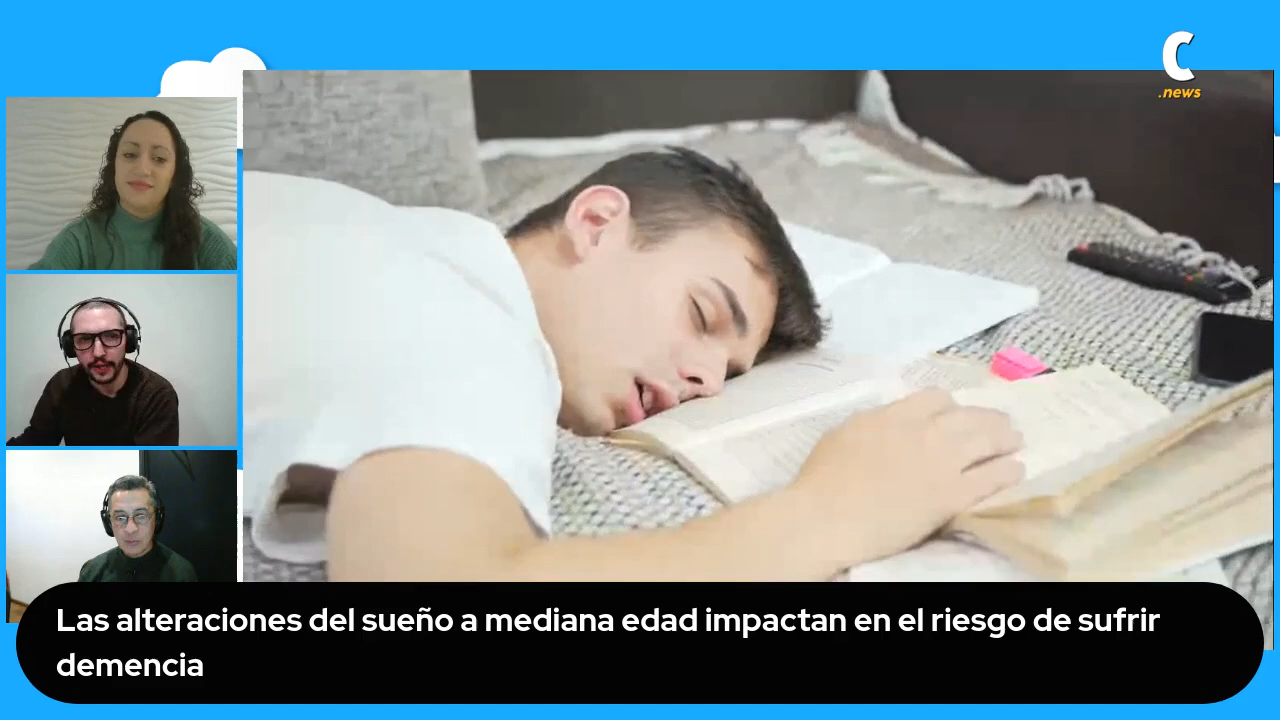 C
.news
Las alteraciones del sueño a mediana edad impactan en el riesgo de sufrir
demencia